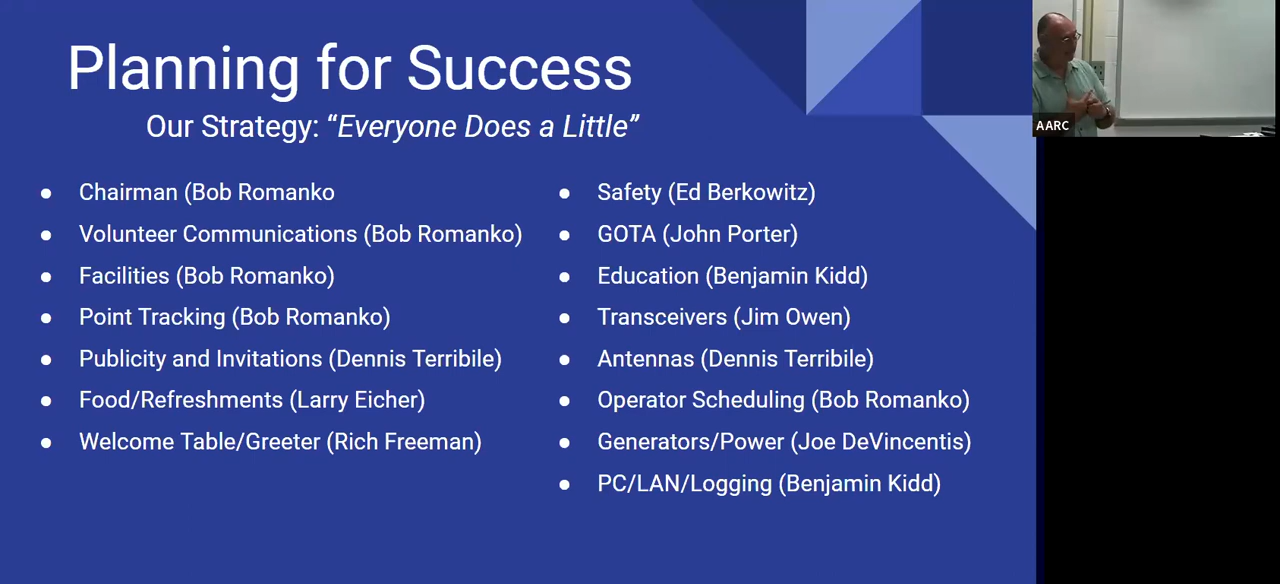 Planning for Success
Our Strategy: “Everyone Does a Little”
● Chairman (Bob Romanko
● Volunteer Communications (Bob Romanko)
● Facilities (Bob Romanko)
● Point Tracking (Bob Romanko)
● Publicity and Invitations (Dennis Terribile)
● Food/Refreshments (Larry Eicher)
● Welcome Table/Greeter (Rich Freeman)
● Safety (Ed Berkowitz)
● GOTA (John Porter)
● Education (Benjamin Kidd)
● Transceivers (Jim Owen)
● Antennas (Dennis Terribile)
● Operator Scheduling (Bob Romanko)
● Generators/Power (Joe DeVincentis)
● PC/LAN/Logging (Benjamin Kidd)
AARC